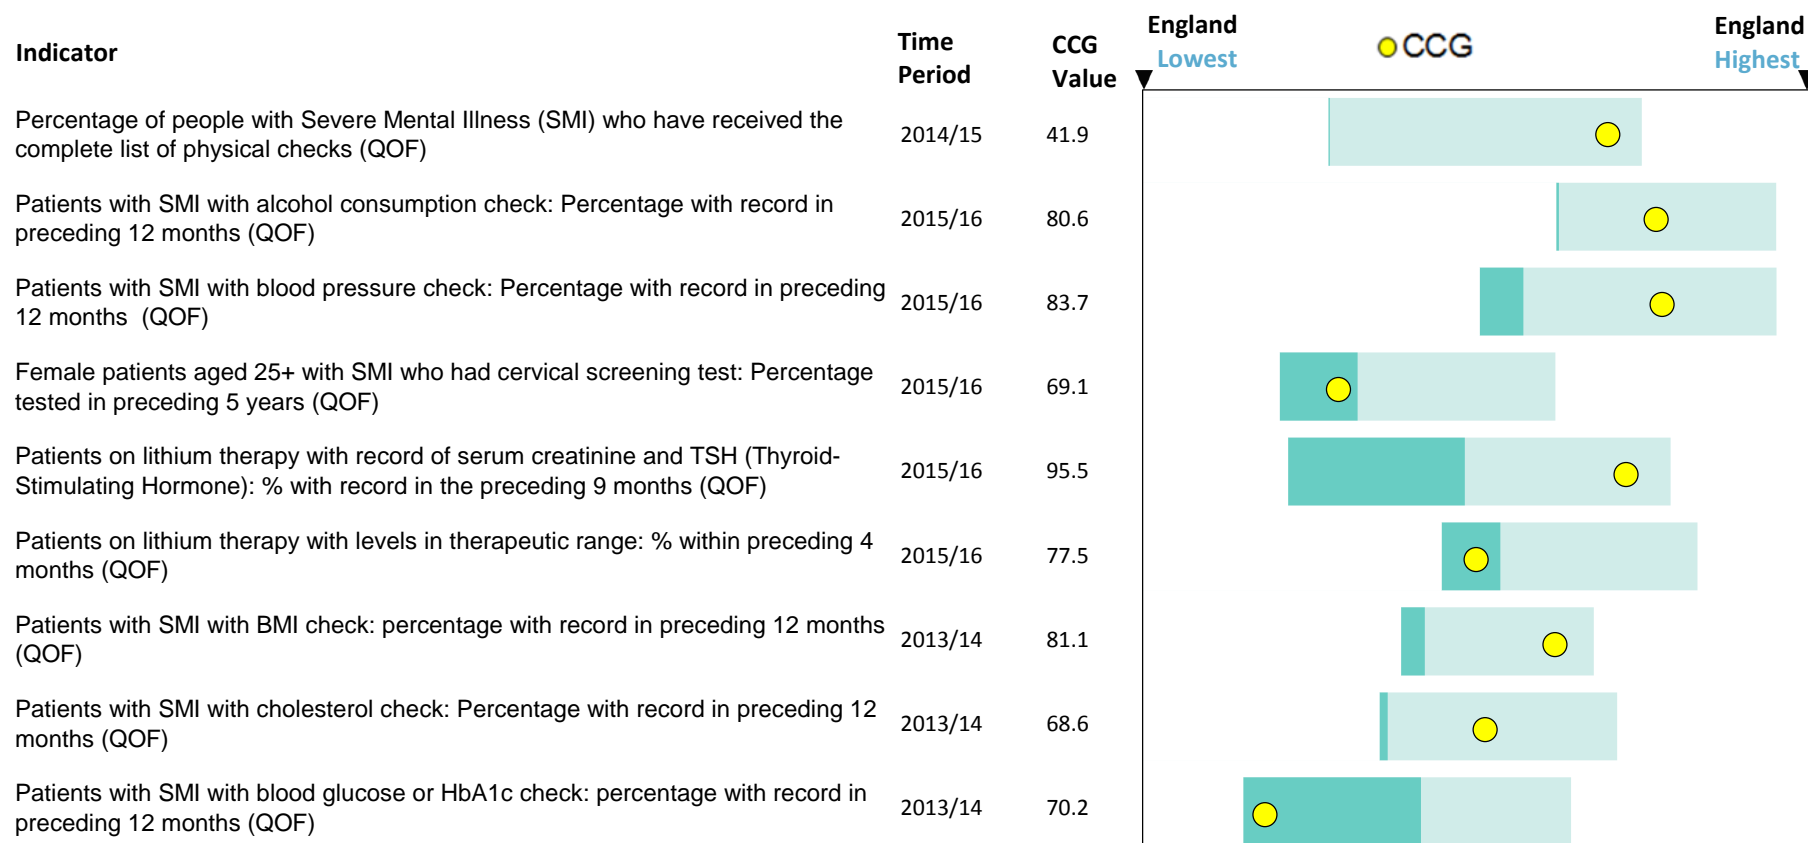 Indicator
Time
Period
CCG
Value
England
Lowest
CCG
England
Highest
Percentage of people with Severe Mental Illness (SMI) who have received the
complete list of physical checks (QOF)
2014/15
41.9
Patients with SMI with alcohol consumption check: Percentage with record in
preceding 12 months (QOF)
2015/16
80.6
Patients with SMI with blood pressure check: Percentage with record in preceding
12 months  (QOF)
2015/16
83.7
Female patients aged 25+ with SMI who had cervical screening test: Percentage
tested in preceding 5 years (QOF)
2015/16
69.1
Patients on lithium therapy with record of serum creatinine and TSH (Thyroid-
Stimulating Hormone): % with record in the preceding 9 months (QOF)
2015/16
95.5
Patients on lithium therapy with levels in therapeutic range: % within preceding 4
months (QOF)
2015/16
77.5
Patients with SMI with BMI check: percentage with record in preceding 12 months
(QOF)
2013/14
81.1
Patients with SMI with cholesterol check: Percentage with record in preceding 12
months (QOF)
2013/14
68.6
Patients with SMI with blood glucose or HbA1c check: percentage with record in
preceding 12 months (QOF)
2013/14
70.2